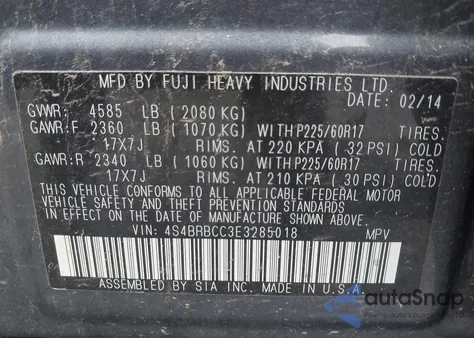 MFD BY FUJI HEAVY INDUSTRIES LTD.
DATE: 02/14
GVWR: 4585 LB (2080 KG)
GAWR:F 2360 LB (1070 KG) WITH P225/60R17 TIRES.
17X7J RIMS. AT 220 KPA ( 32 PSI) COLD
GAWR:R 2340 LB (1060 KG) WITH P225/60R17 TIRES.
17X7J RIMS. AT 210 KPA ( 30 PSI) COLD
THIS VEHICLE CONFORMS TO ALL APPLICABLE FEDERAL MOTOR
VEHICLE SAFETY AND THEFT PREVENTION STANDARDS
IN EFFECT ON THE DATE OF MANUFACTURE SHOWN ABOVE.
VIN: 4S4BRBCC3E3285018 MPV
ASSEMBLED BY SIA INC. MADE IN U.S.A.
autoSnap